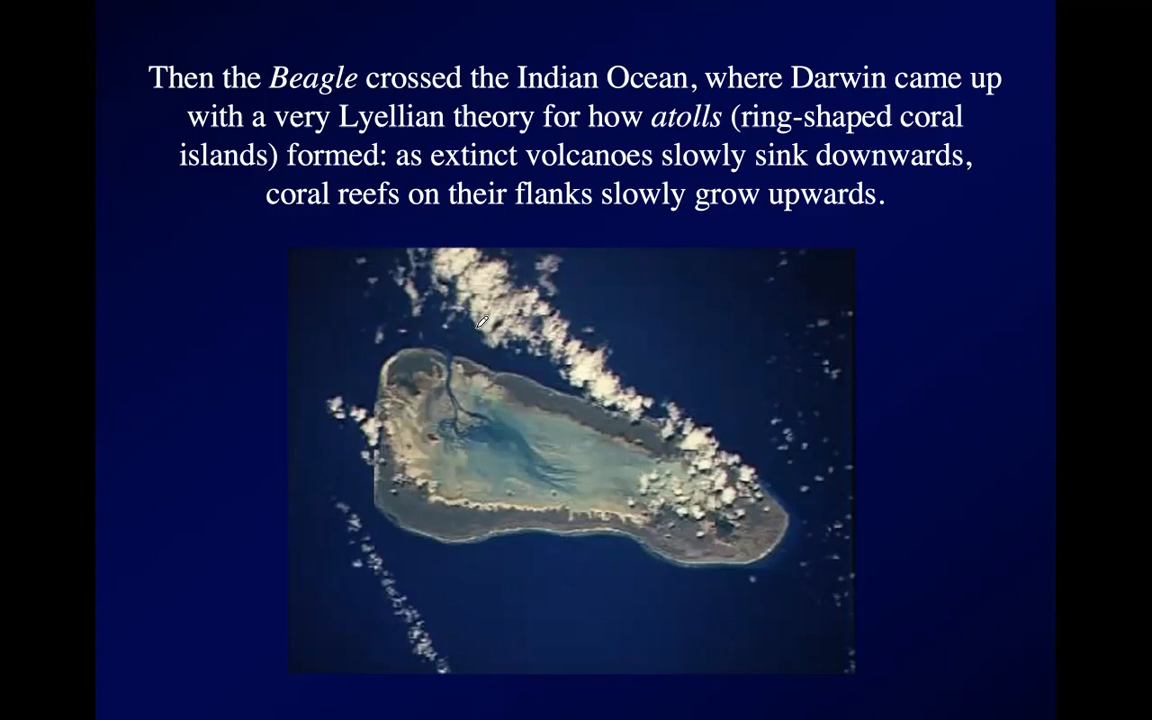 Then the Beagle crossed the Indian Ocean, where Darwin came up
with a very Lyellian theory for how atolls (ring-shaped coral
islands) formed: as extinct volcanoes slowly sink downwards,
coral reefs on their flanks slowly grow upwards.